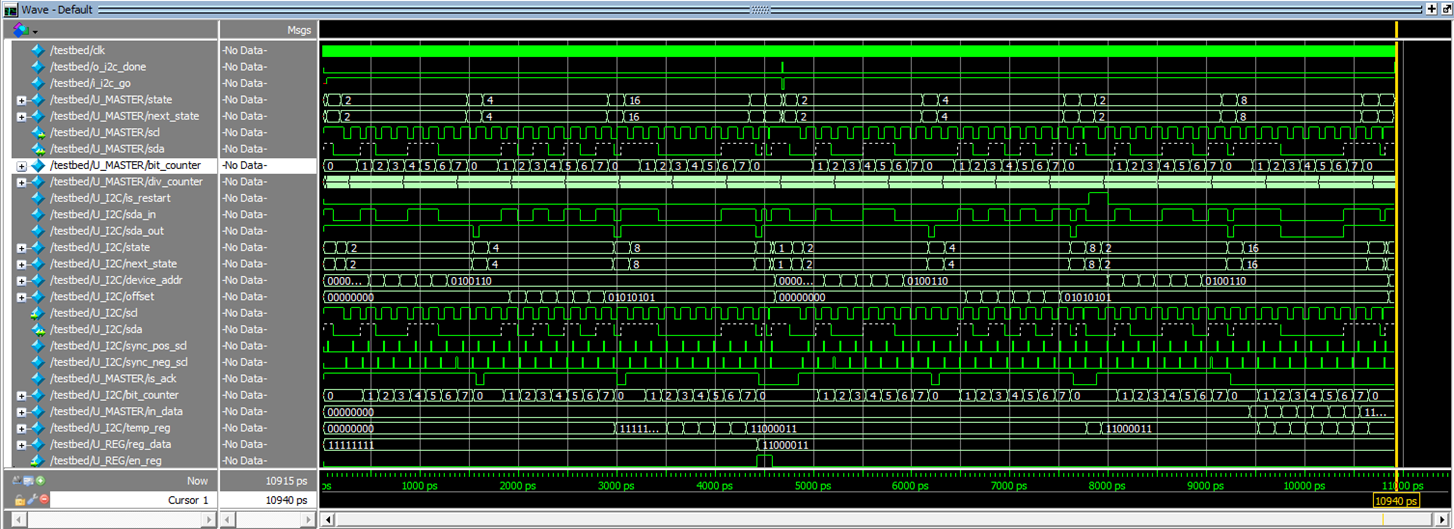 Wave - Default
Msgs
/testbed/clk -No Data-
/testbed/o_i2c_done -No Data-
/testbed/i_i2c_go -No Data-
/testbed/U_MASTER/state -No Data- 2 4 16 2 4 2 8
/testbed/U_MASTER/next_state -No Data- 2 4 16 2 4 2 8
/testbed/U_MASTER/scl -No Data-
/testbed/U_MASTER/sda -No Data-
/testbed/U_MASTER/bit_counter -No Data- 0 1 2 3 4 5 6 7 0 1 2 3 4 5 6 7 0 1 2 3 4 5 6 7 0 1 2 3 4 5 6 7 0 1 2 3 4 5 6 7 0 1 2 3 4 5 6 7 0 1 2 3 4 5 6 7 0
/testbed/U_MASTER/div_counter -No Data-
/testbed/U_I2C/is_restart -No Data-
/testbed/U_I2C/sda_in -No Data-
/testbed/U_I2C/sda_out -No Data-
/testbed/U_I2C/state -No Data- 2 4 8 1 2 4 8 2 16
/testbed/U_I2C/next_state -No Data- 2 4 8 1 2 4 8 2 16
/testbed/U_I2C/device_addr -No Data- 0000... 0100110 0000... 0100110 0100110
/testbed/U_I2C/offset -No Data- 00000000 01010101 00000000 01010101
/testbed/U_I2C/scl -No Data-
/testbed/U_I2C/sda -No Data-
/testbed/U_I2C/sync_pos_scl -No Data-
/testbed/U_I2C/sync_neg_scl -No Data-
/testbed/U_MASTER/is_ack -No Data-
/testbed/U_I2C/bit_counter -No Data- 0 1 2 3 4 5 6 7 0 1 2 3 4 5 6 7 0 1 2 3 4 5 6 7 0 1 2 3 4 5 6 7 0 1 2 3 4 5 6 7 0 1 2 3 4 5 6 7 0 1 2 3 4 5 6 7 0
/testbed/U_MASTER/in_data -No Data- 00000000 11...
/testbed/U_I2C/temp_reg -No Data- 00000000 11111... 11000011 11000011
/testbed/U_REG/reg_data -No Data- 11111111 11000011
/testbed/U_REG/en_reg -No Data-
Now 10915 ps ps 1000 ps 2000 ps 3000 ps 4000 ps 5000 ps 6000 ps 7000 ps 8000 ps 9000 ps 10000 ps 11000 ps
Cursor 1 10940 ps 10940 ps